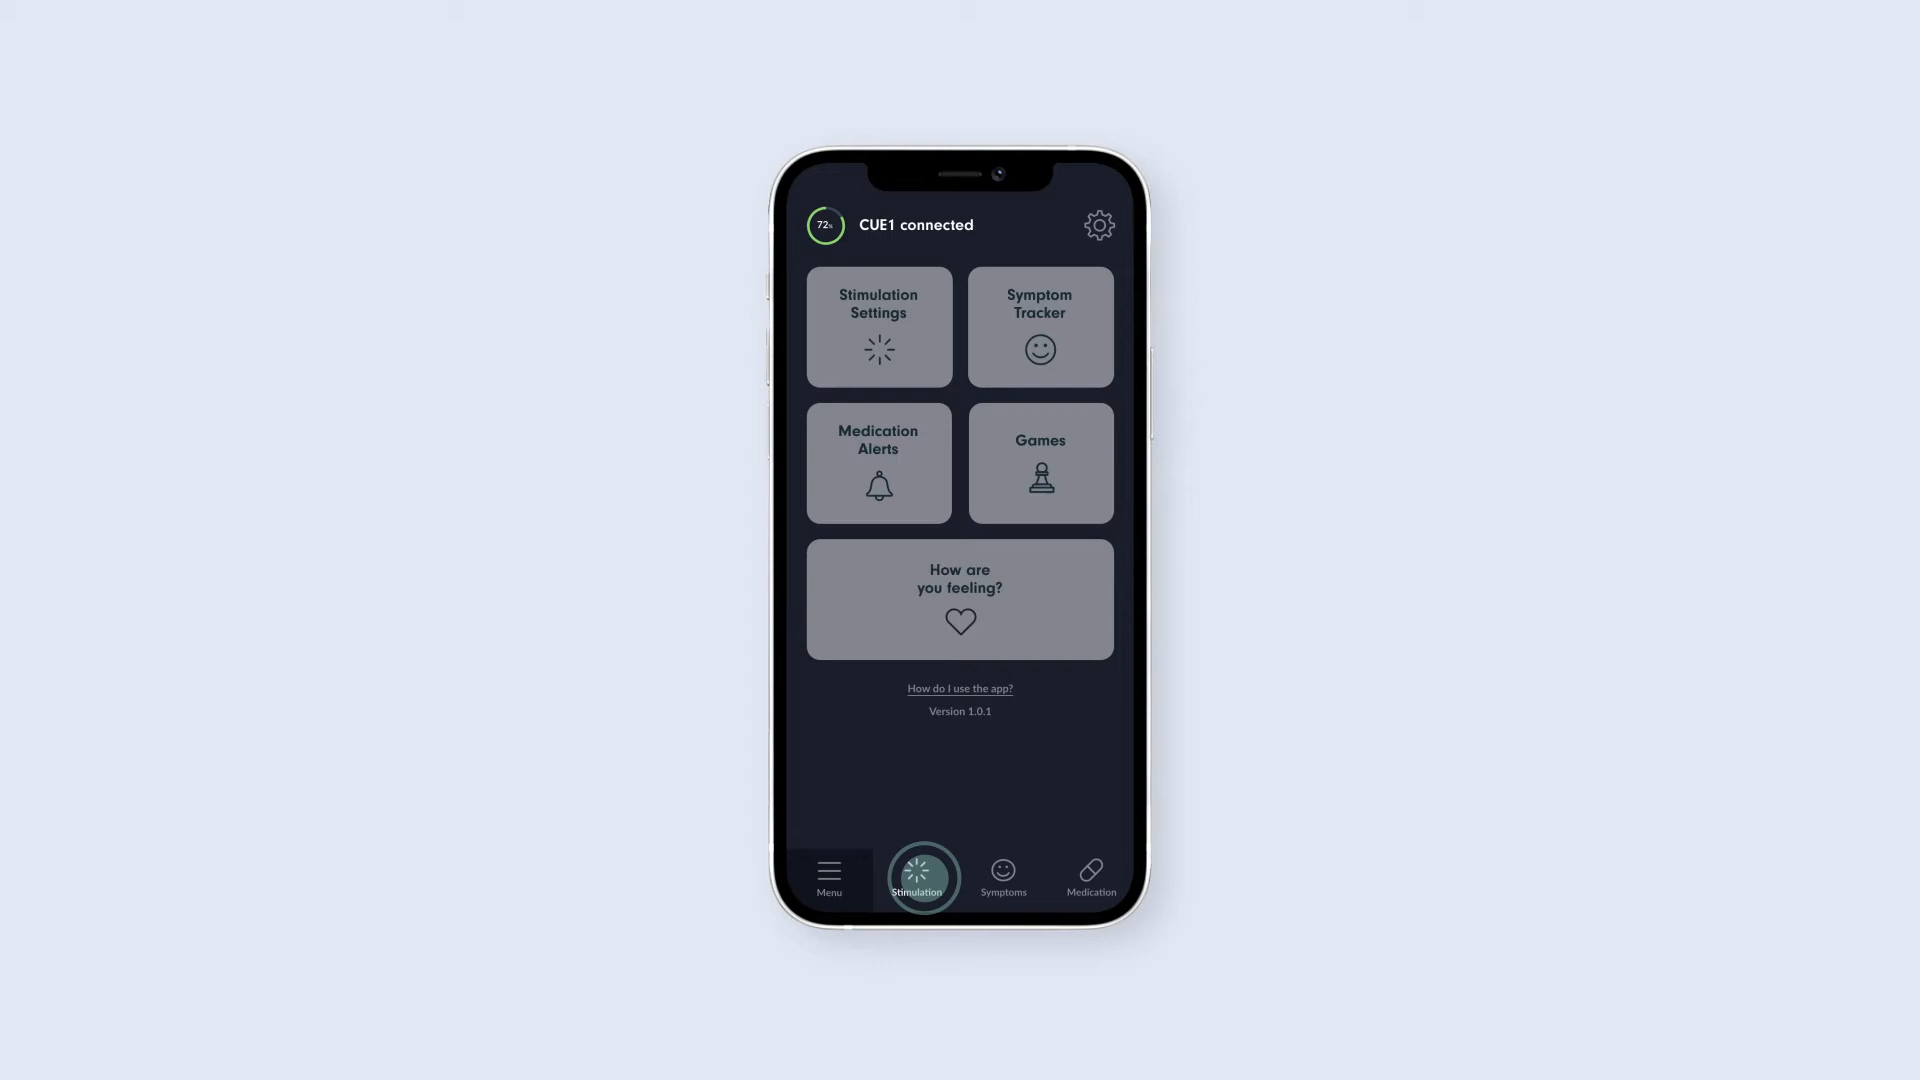 72%
CUE1 connected
Stimulation
Settings
Symptom
Tracker
Medication
Alerts
Games
How are
you feeling?
How do I use the app?
Version 1.0.1
Menu
Stimulation
Symptoms
Medication